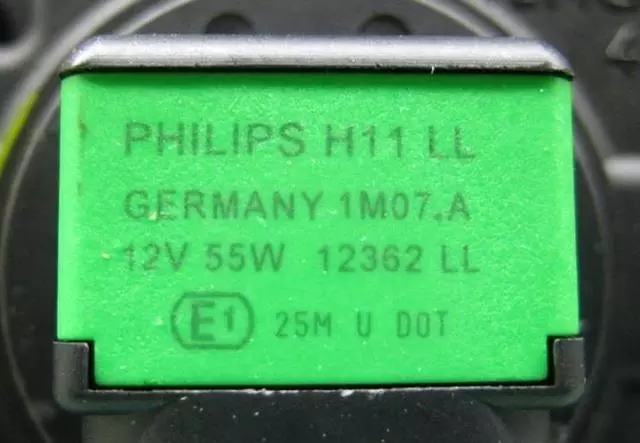 PHILIPS H11 LL
GERMANY 1M07.A
12V 55W 12362 LL
E1 25M U DOT